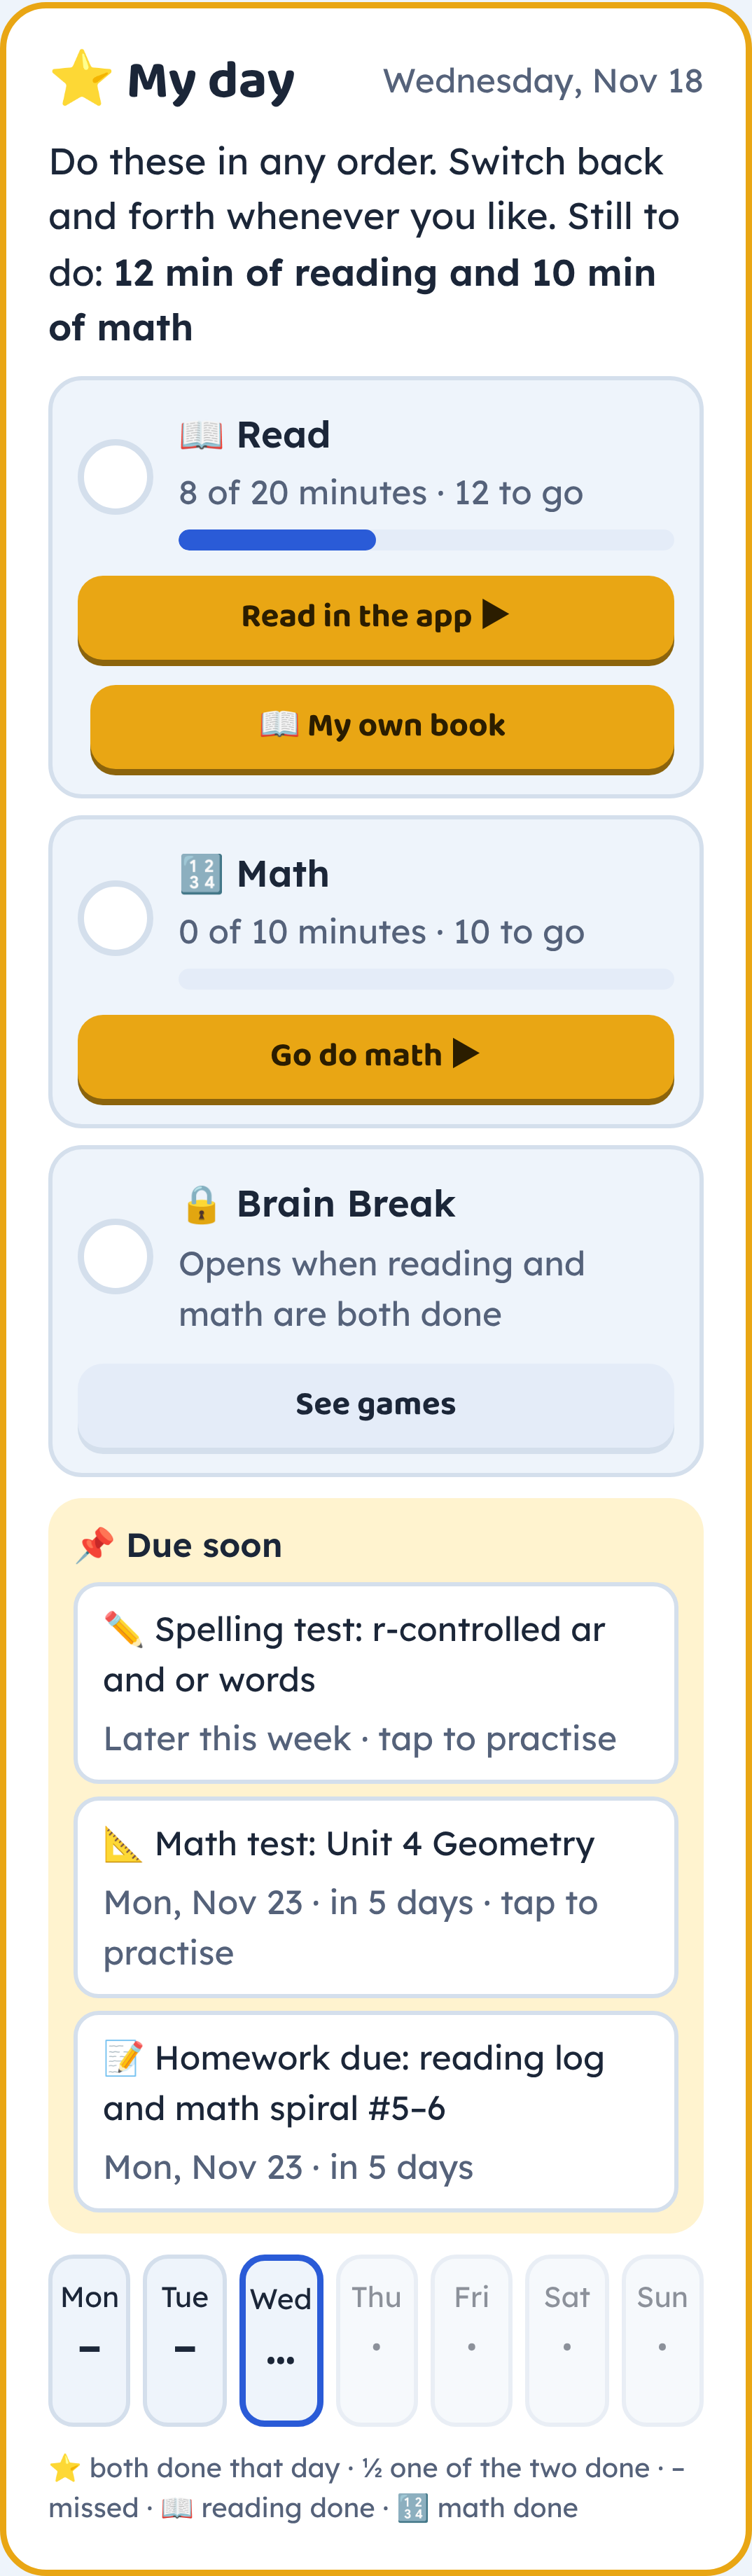 ⭐ My day
Wednesday, Nov 18
Do these in any order. Switch back
and forth whenever you like. Still to
do: 12 min of reading and 10 min
of math
📖 Read
8 of 20 minutes · 12 to go
Read in the app ▶
📖 My own book
🔢 Math
0 of 10 minutes · 10 to go
Go do math ▶
🔒 Brain Break
Opens when reading and
math are both done
See games
📌 Due soon
✏️ Spelling test: r-controlled ar
and or words
Later this week · tap to practise
📐 Math test: Unit 4 Geometry
Mon, Nov 23 · in 5 days · tap to
practise
📝 Homework due: reading log
and math spiral #5–6
Mon, Nov 23 · in 5 days
Mon Tue Wed Thu Fri Sat Sun
– – … · · · ·
⭐ both done that day · ½ one of the two done · –
missed · 📖 reading done · 🔢 math done